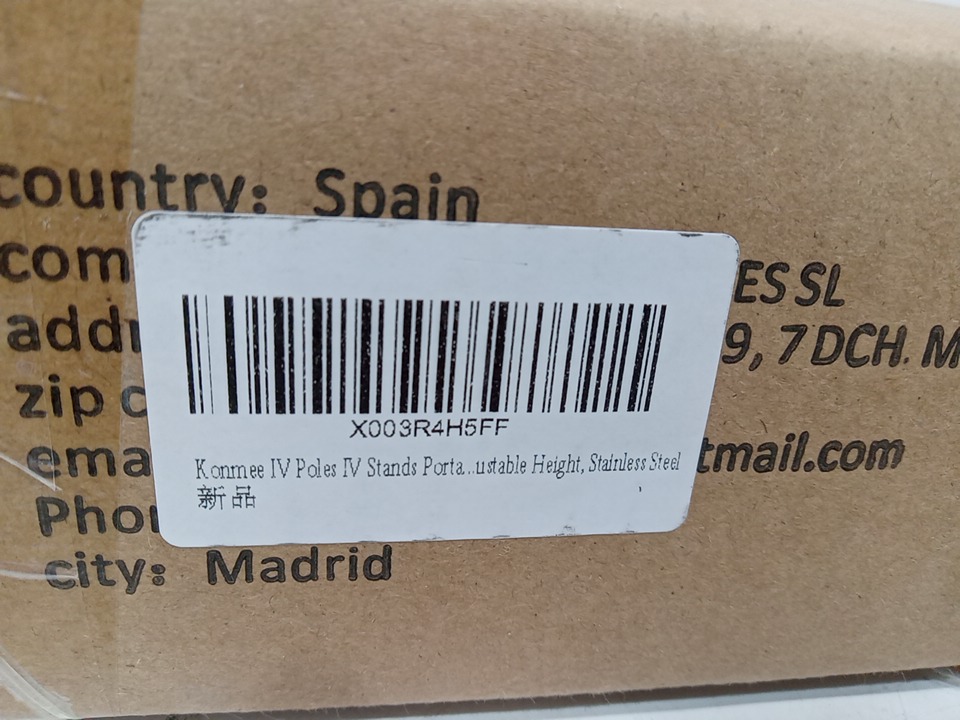 country: Spain
com ES SL
addr 9, 7 DCH. M
zip c
ema tmail.com
Phon
city: Madrid
X003R4H5FF
Konmee IV Poles IV Stands Porta...ustable Height, Stainless Steel
新品